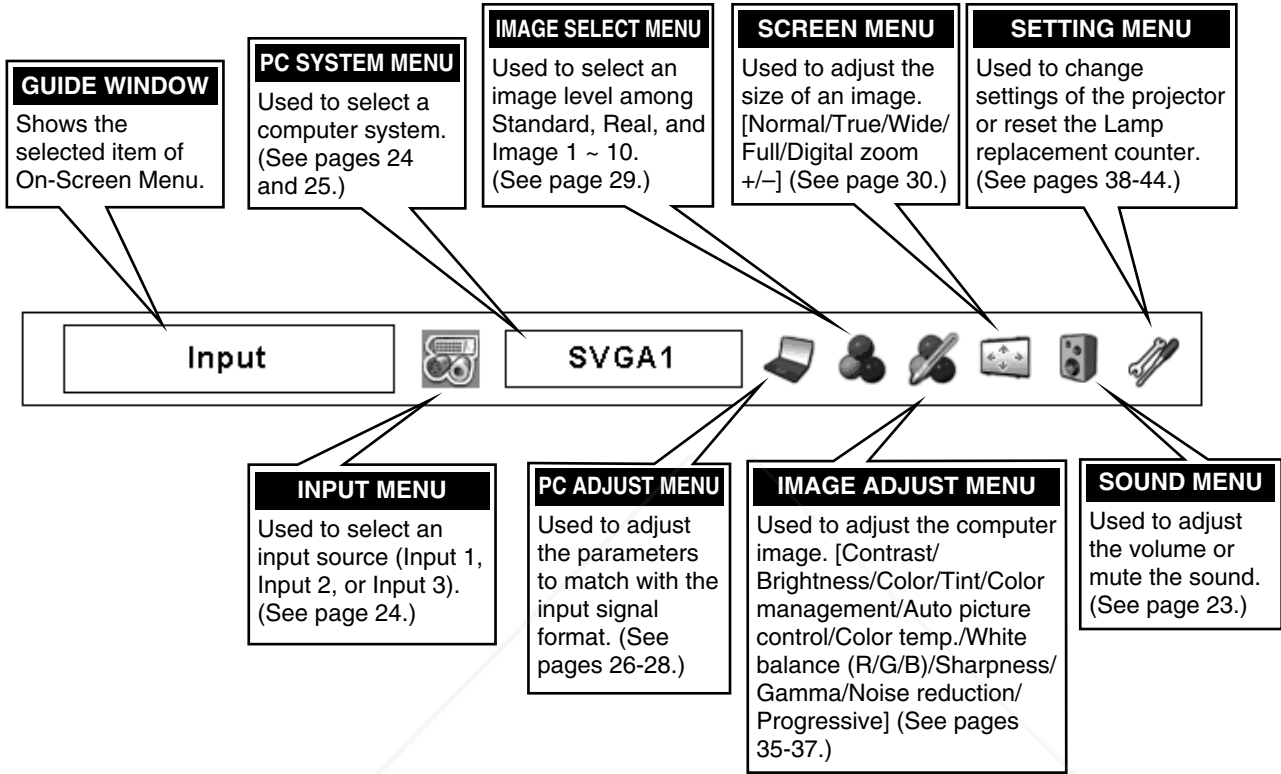 GUIDE WINDOW
Shows the
selected item of
On-Screen Menu.
PC SYSTEM MENU
Used to select a
computer system.
(See pages 24
and 25.)
IMAGE SELECT MENU
Used to select an
image level among
Standard, Real, and
Image 1 ~ 10.
(See page 29.)
SCREEN MENU
Used to adjust the
size of an image.
[Normal/True/Wide/
Full/Digital zoom
+/–] (See page 30.)
SETTING MENU
Used to change
settings of the projector
or reset the Lamp
replacement counter.
(See pages 38-44.)
Input
SVGA1
INPUT MENU
Used to select an
input source (Input 1,
Input 2, or Input 3).
(See page 24.)
PC ADJUST MENU
Used to adjust
the parameters
to match with the
input signal
format. (See
pages 26-28.)
IMAGE ADJUST MENU
Used to adjust the computer
image. [Contrast/
Brightness/Color/Tint/Color
management/Auto picture
control/Color temp./White
balance (R/G/B)/Sharpness/
Gamma/Noise reduction/
Progressive] (See pages
35-37.)
SOUND MENU
Used to adjust
the volume or
mute the sound.
(See page 23.)